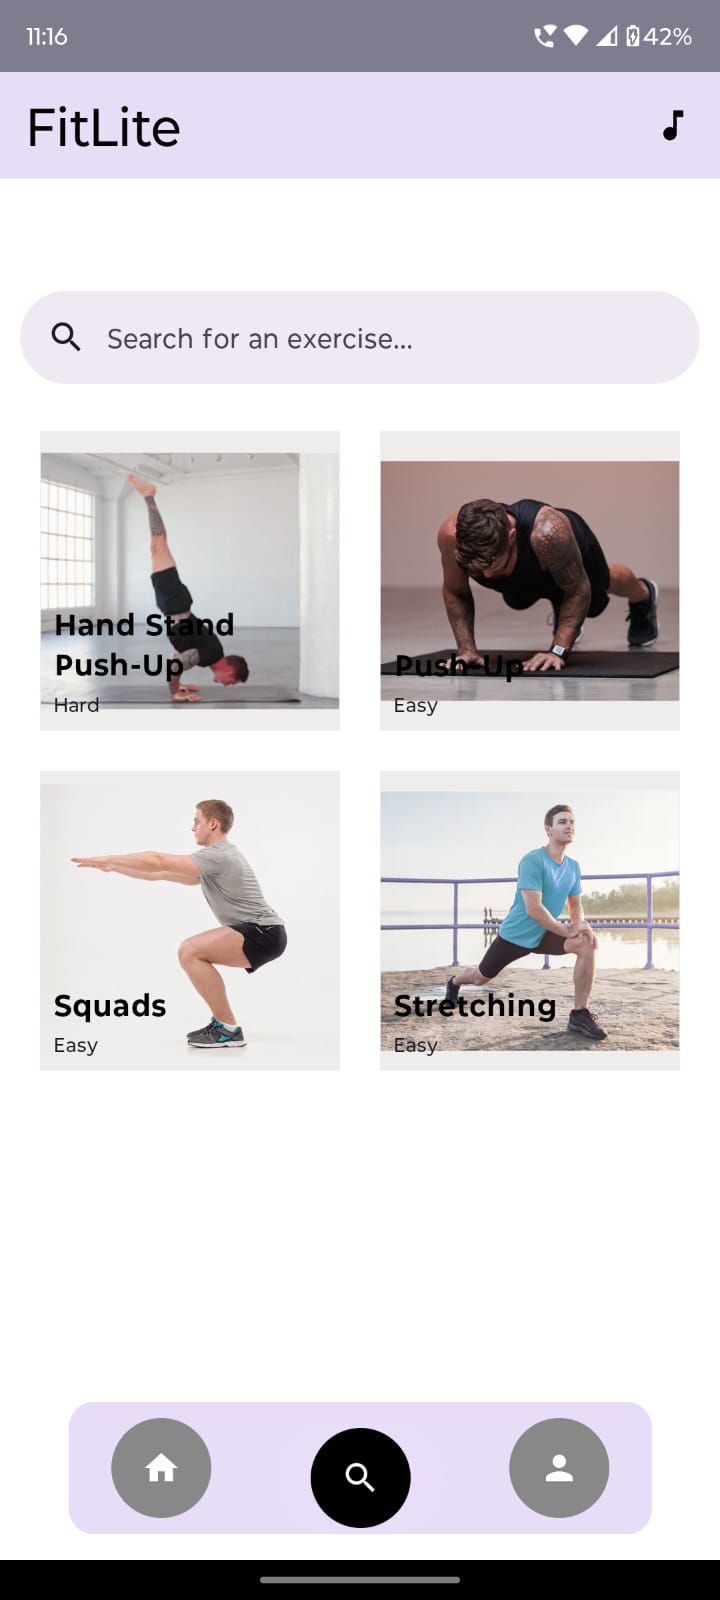 11:16
42%
FitLite
Search for an exercise...
Hand Stand
Push-Up
Hard
Push-Up
Easy
Squads
Easy
Stretching
Easy